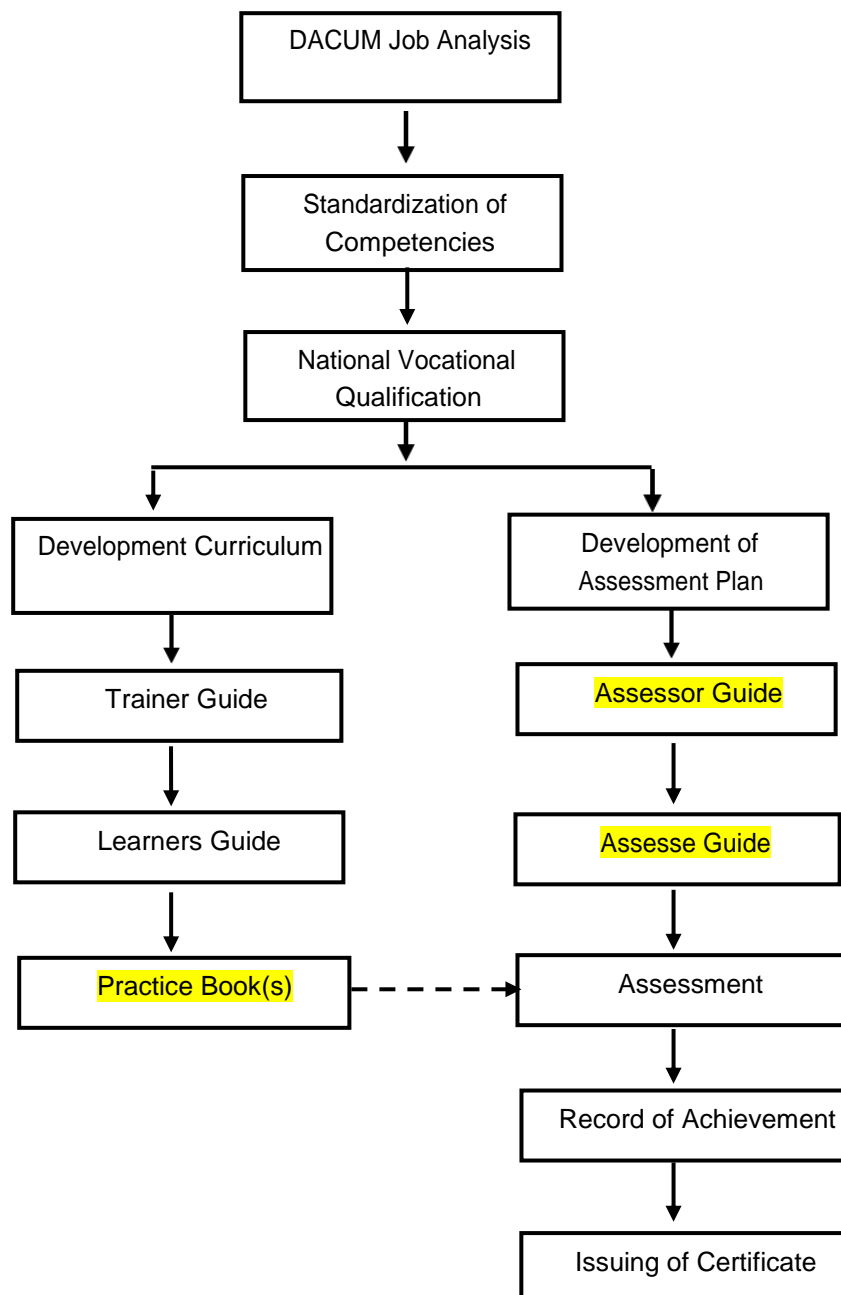 DACUM Job Analysis
Standardization of
Competencies
National Vocational
Qualification
Development Curriculum
Development of
Assessment Plan
Trainer Guide
Assessor Guide
Learners Guide
Assesse Guide
Practice Book(s)
Assessment
Record of Achievement
Issuing of Certificate